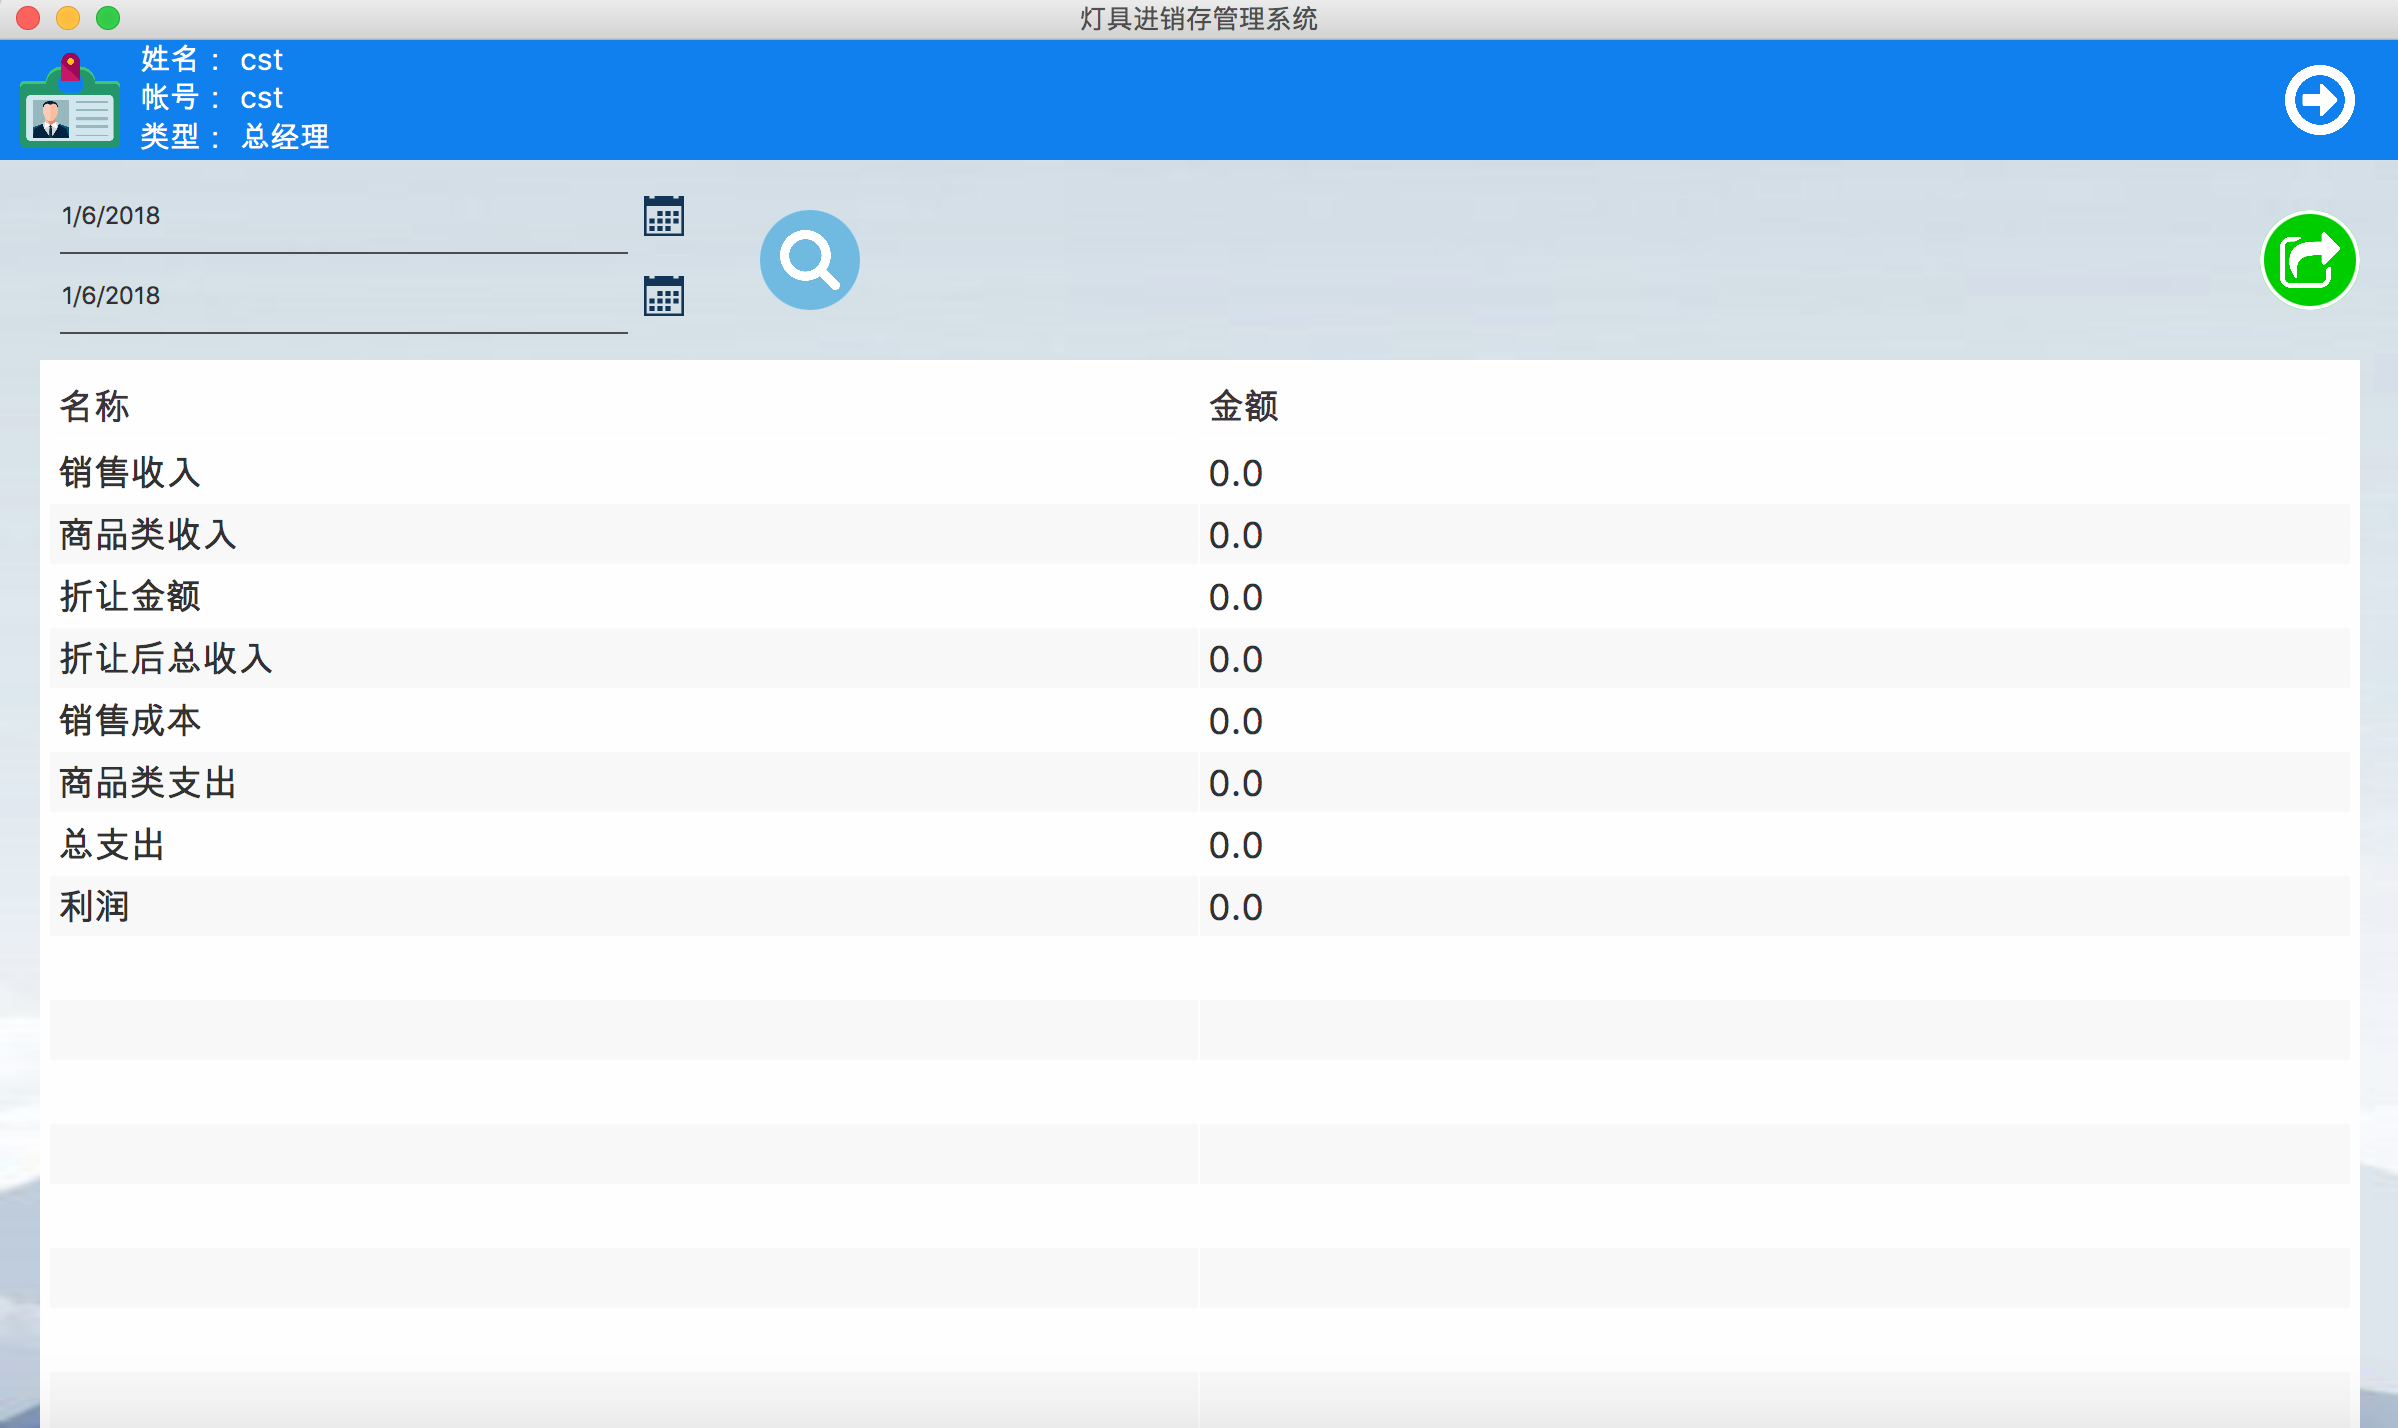 灯具进销存管理系统
姓名： cst
帐号： cst
类型： 总经理
1/6/2018
1/6/2018
名称 金额
销售收入 0.0
商品类收入 0.0
折让金额 0.0
折让后总收入 0.0
销售成本 0.0
商品类支出 0.0
总支出 0.0
利润 0.0